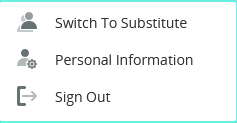 Switch To Substitute
Personal Information
Sign Out